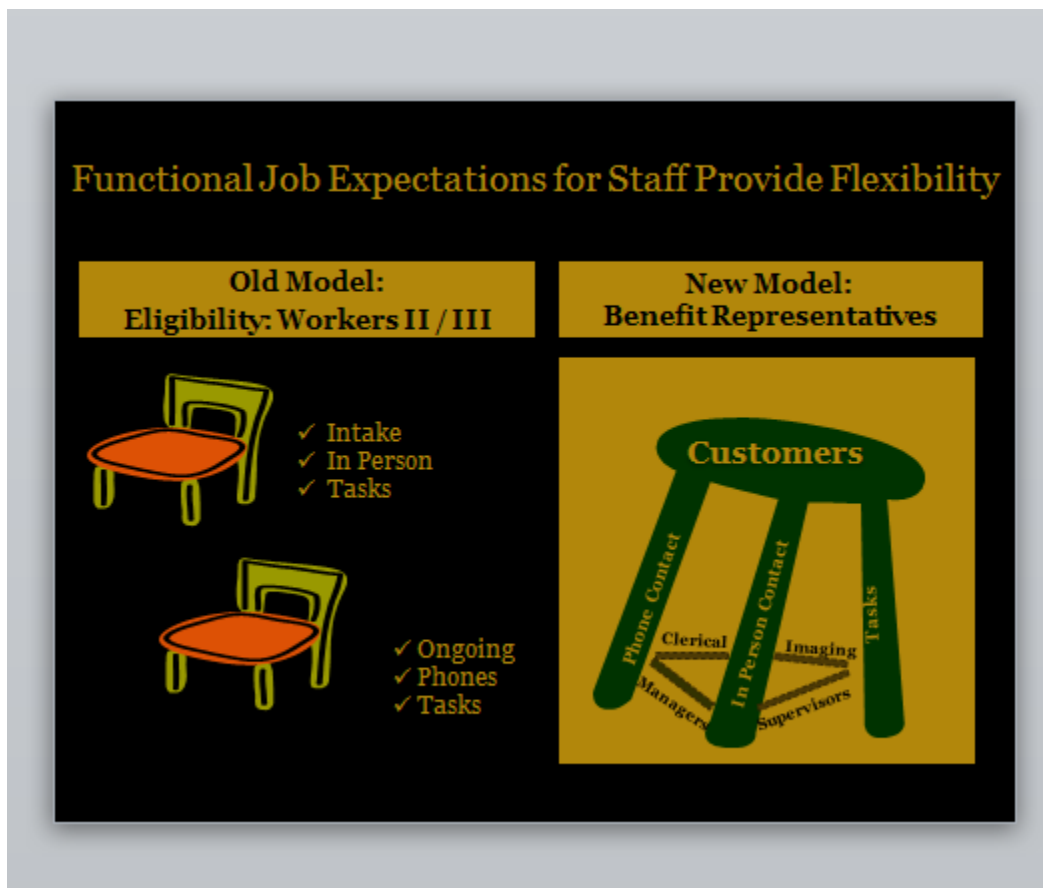 Functional Job Expectations for Staff Provide Flexibility
Old Model:
Eligibility: Workers II / III
✓ Intake
✓ In Person
✓ Tasks
✓ Ongoing
✓ Phones
✓ Tasks
New Model:
Benefit Representatives
Customers
Phone Contact
In Person Contact
Tasks
Clerical
Imaging
Managers
Supervisors